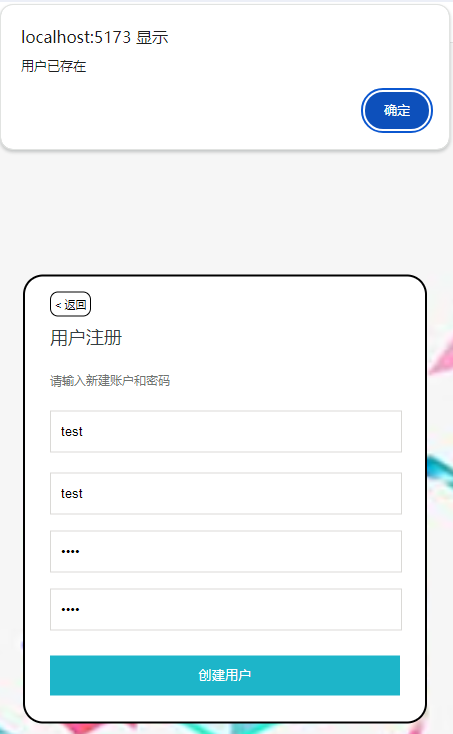 localhost:5173 显示
用户已存在
确定
< 返回
用户注册
请输入新建账户和密码
test
test
••••
••••
创建用户